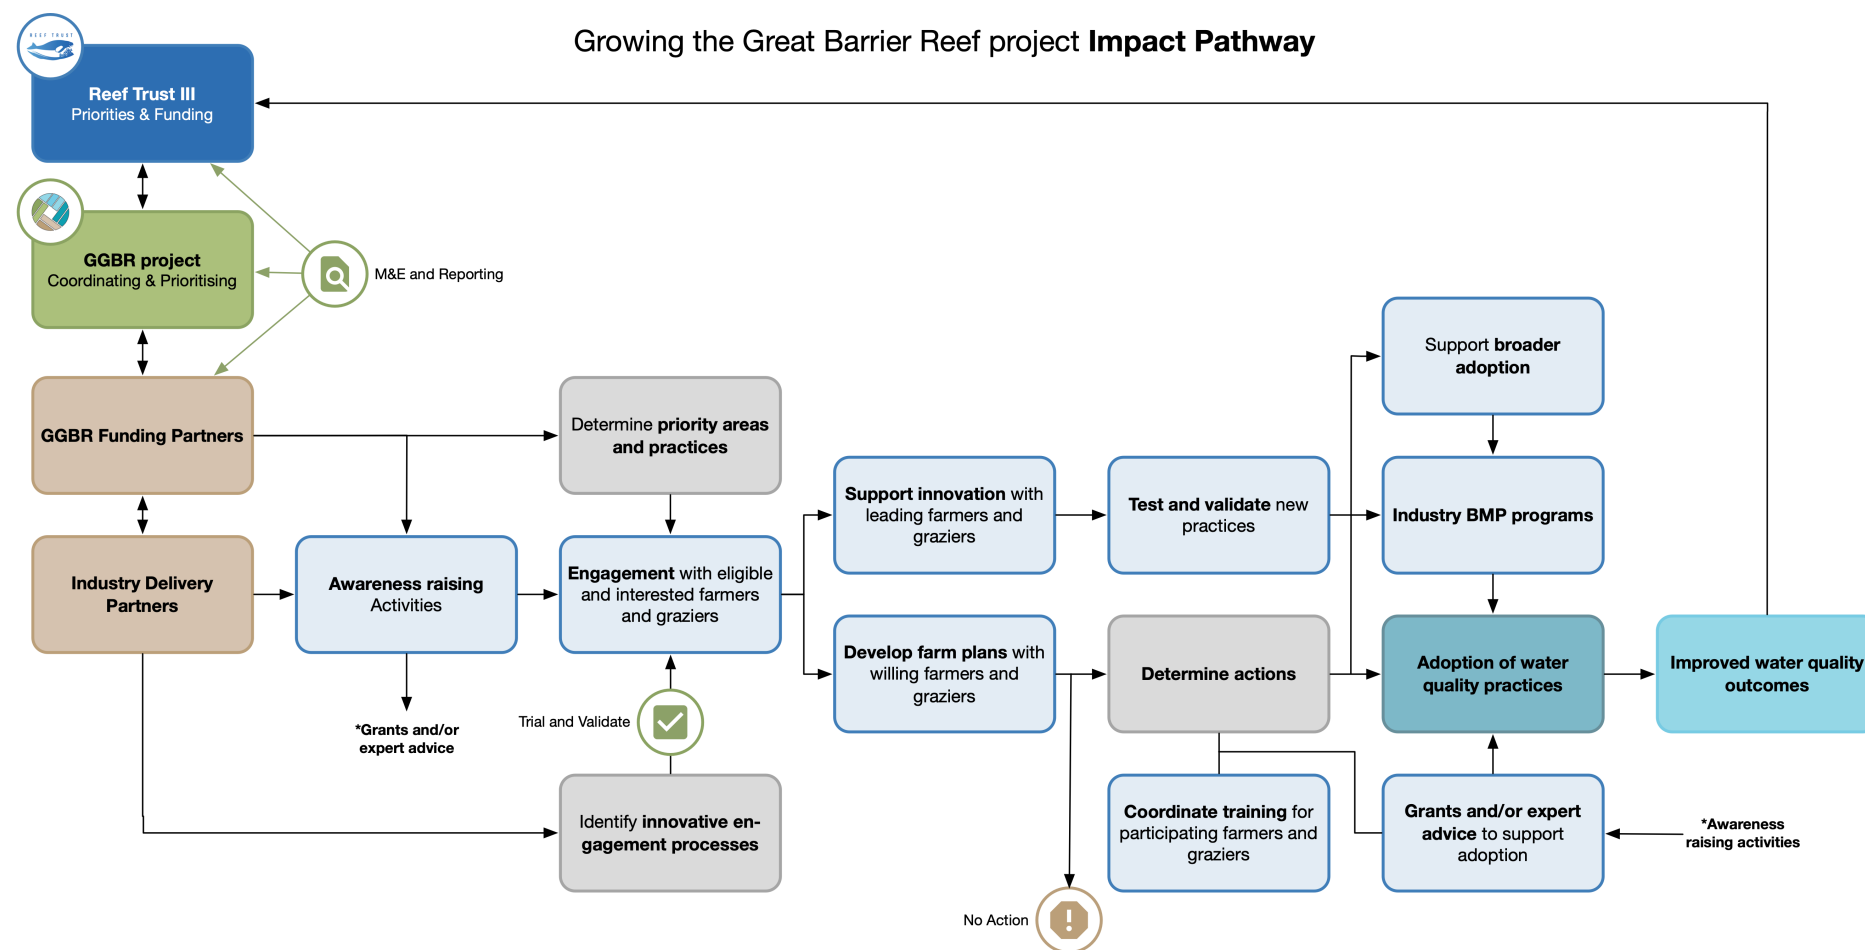 Growing the Great Barrier Reef project Impact Pathway
REEF TRUST
Reef Trust III
Priorities & Funding
GGBR project
Coordinating & Prioritising
M&E and Reporting
GGBR Funding Partners
Industry Delivery
Partners
Awareness raising
Activities
*Grants and/or
expert advice
Determine priority areas
and practices
Engagement with eligible
and interested farmers
and graziers
Trial and Validate
Identify innovative en-
gagement processes
Support innovation with
leading farmers and
graziers
Develop farm plans with
willing farmers and
graziers
No Action
Test and validate new
practices
Determine actions
Coordinate training for
participating farmers and
graziers
Support broader
adoption
Industry BMP programs
Adoption of water
quality practices
Grants and/or expert
advice to support
adoption
*Awareness
raising activities
Improved water quality
outcomes